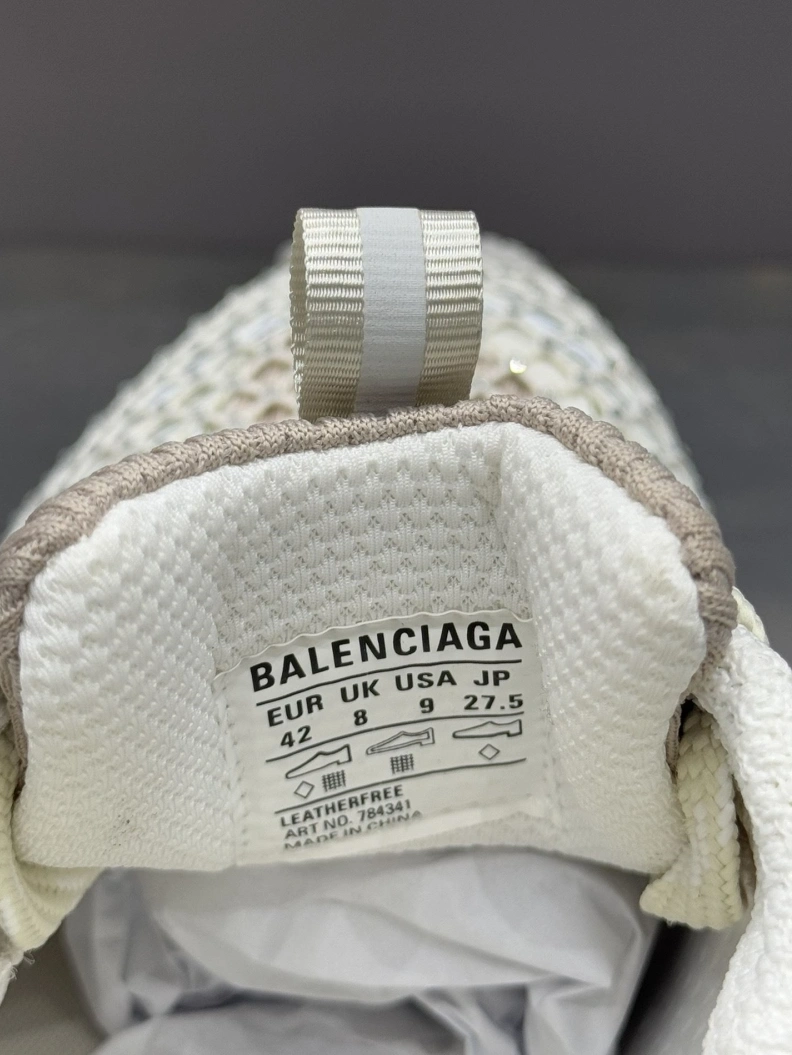 BALENCIAGA
EUR UK USA JP
42 8 9 27.5
LEATHERFREE
ART NO. 784341
MADE IN CHINA